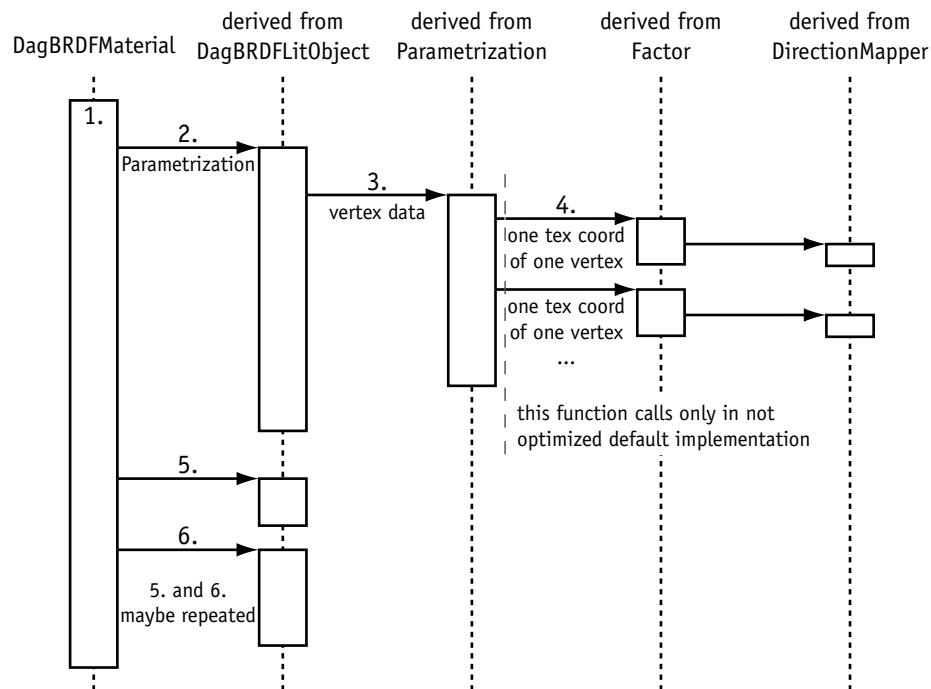 DagBRDFMaterial
derived from
DagBRDFLitObject
derived from
Parametrization
derived from
Factor
derived from
DirectionMapper
1.
2.
Parametrization
3.
vertex data
4.
one tex coord
of one vertex
one tex coord
of one vertex
...
this function calls only in not
optimized default implementation
5.
6.
5. and 6.
maybe repeated